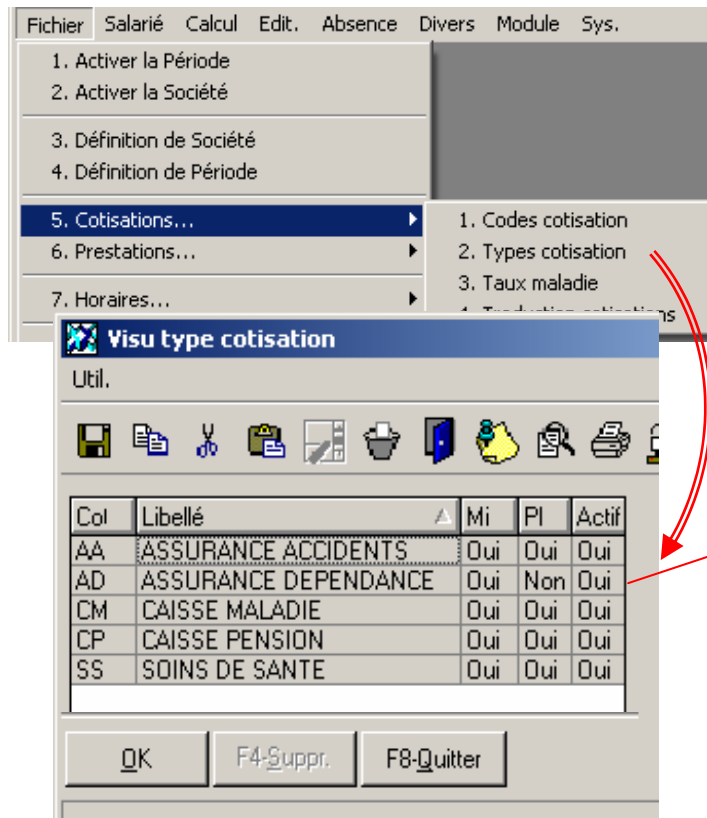 Fichier Salarié Calcul Edit. Absence Divers Module Sys.
1. Activer la Période
2. Activer la Société
3. Définition de Société
4. Définition de Période
5. Cotisations...
6. Prestations...
7. Horaires...
1. Codes cotisation
2. Types cotisation
3. Taux maladie
Visu type cotisation
Util.
Col Libellé Mi Pl Actif
AA ASSURANCE ACCIDENTS Oui Oui Oui
AD ASSURANCE DEPENDANCE Oui Non Oui
CM CAISSE MALADIE Oui Oui Oui
CP CAISSE PENSION Oui Oui Oui
SS SOINS DE SANTE Oui Oui Oui
OK F4-Suppr. F8-Quitter